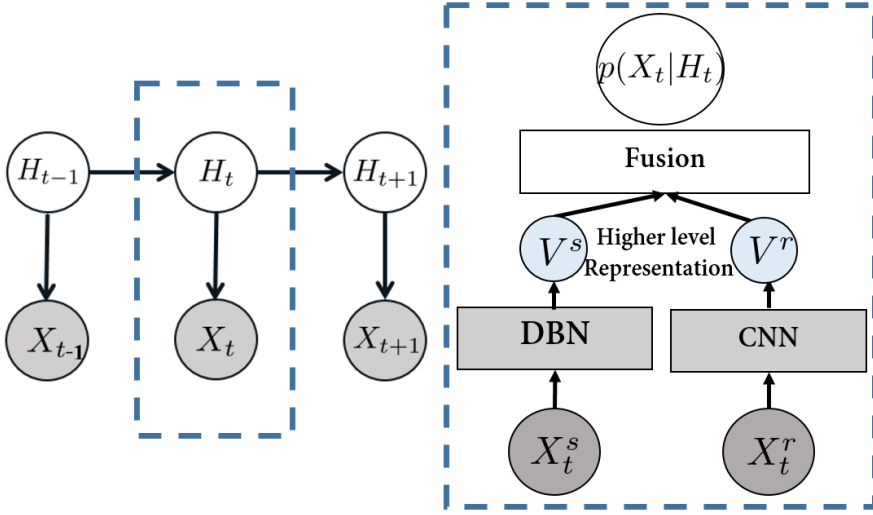 H_{t-1}
H_t
H_{t+1}
X_{t-1}
X_t
X_{t+1}
p(X_t|H_t)
Fusion
V^s
Higher level
Representation
V^r
DBN
CNN
X_t^s
X_t^r